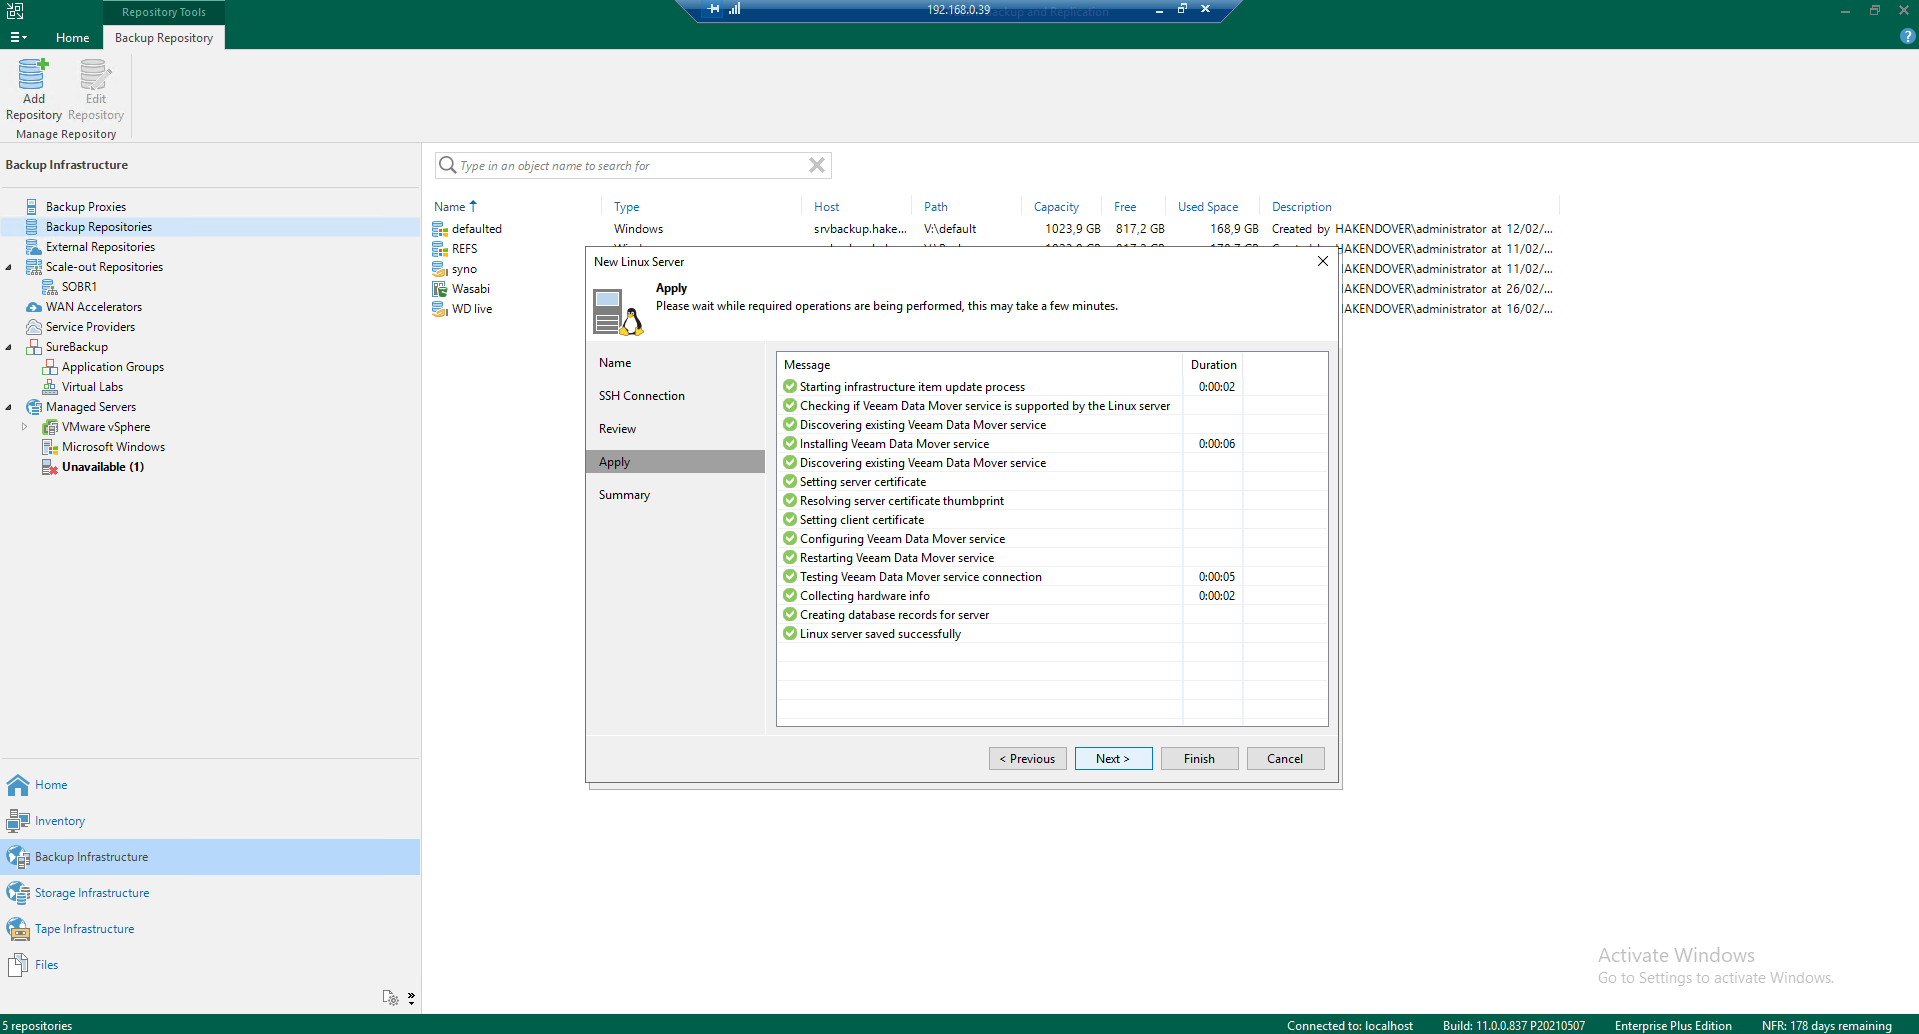 Repository Tools
192.168.0.39
Backup and Replication
Home
Backup Repository
Add
Repository
Edit
Repository
Manage Repository
Backup Infrastructure
Backup Proxies
Backup Repositories
External Repositories
Scale-out Repositories
SOBR1
WAN Accelerators
Service Providers
SureBackup
Application Groups
Virtual Labs
Managed Servers
VMware vSphere
Microsoft Windows
Unavailable (1)
Type in an object name to search for
Name Type Host Path Capacity Free Used Space Description
defaulted Windows srvbackup.hake... V:\default 1023,9 GB 817,2 GB 168,9 GB Created by HAKENDOVER\administrator at 12/02/...
REFS HAKENDOVER\administrator at 11/02/...
syno AKENDOVER\administrator at 11/02/...
Wasabi AKENDOVER\administrator at 26/02/...
WD live AKENDOVER\administrator at 16/02/...
New Linux Server
Apply
Please wait while required operations are being performed, this may take a few minutes.
Name
SSH Connection
Review
Apply
Summary
Message Duration
Starting infrastructure item update process 0:00:02
Checking if Veeam Data Mover service is supported by the Linux server
Discovering existing Veeam Data Mover service
Installing Veeam Data Mover service 0:00:06
Discovering existing Veeam Data Mover service
Setting server certificate
Resolving server certificate thumbprint
Setting client certificate
Configuring Veeam Data Mover service
Restarting Veeam Data Mover service
Testing Veeam Data Mover service connection 0:00:05
Collecting hardware info 0:00:02
Creating database records for server
Linux server saved successfully
< Previous Next > Finish Cancel
Home
Inventory
Backup Infrastructure
Storage Infrastructure
Tape Infrastructure
Files
Activate Windows
Go to Settings to activate Windows.
5 repositories
Connected to: localhost Build: 11.0.0.837 P20210507 Enterprise Plus Edition NFR: 178 days remaining